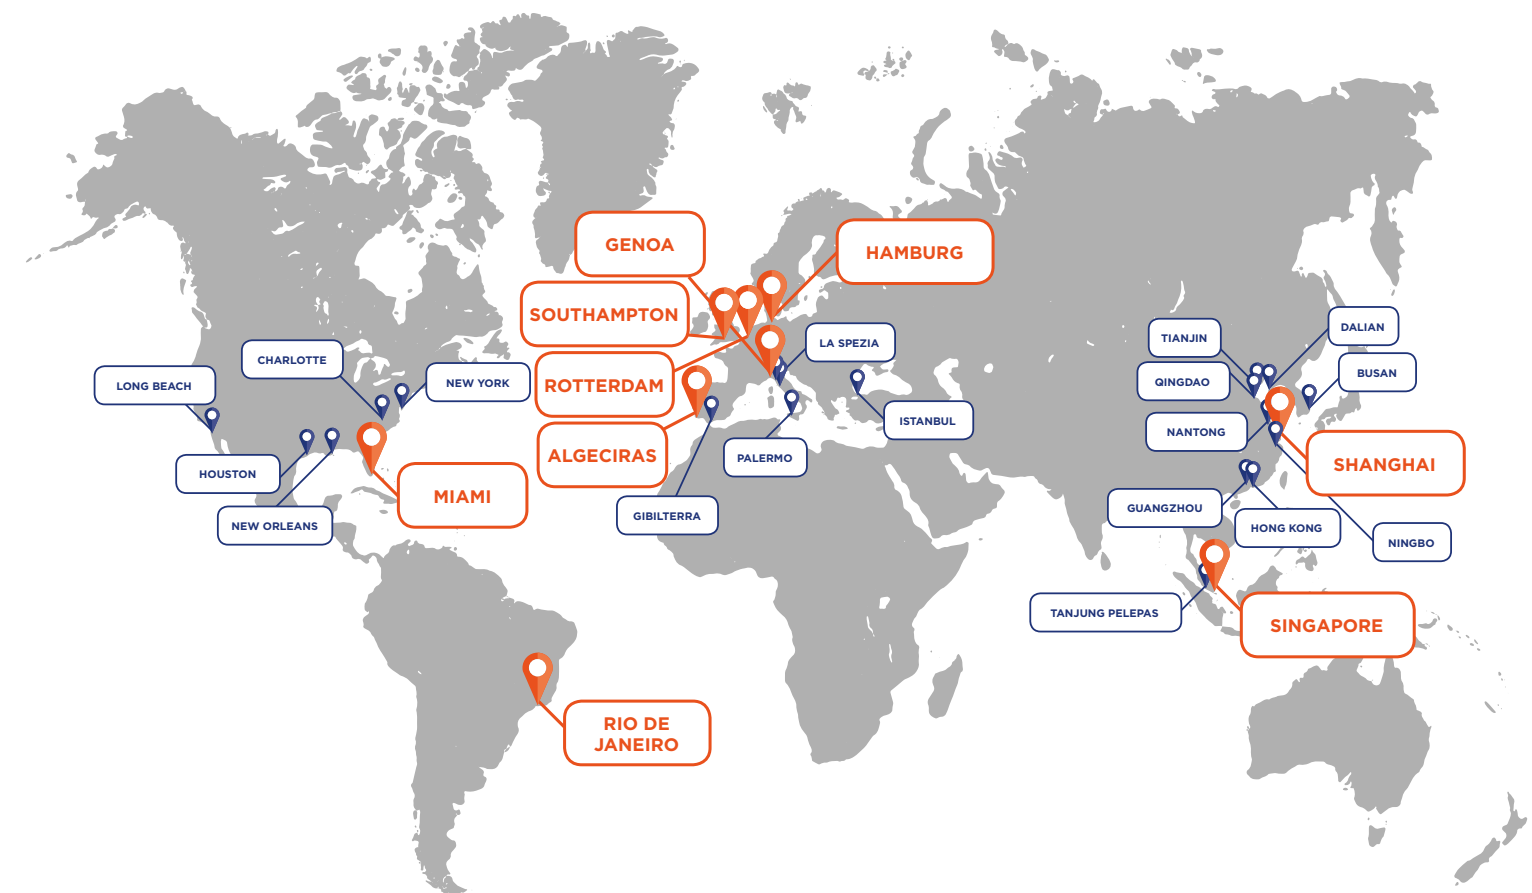 GENOA
HAMBURG
SOUTHAMPTON
LA SPEZIA
TIANJIN
DALIAN
CHARLOTTE
NEW YORK
LONG BEACH
ROTTERDAM
QINGDAO
BUSAN
ISTANBUL
NANTONG
ALGECIRAS
PALERMO
SHANGHAI
HOUSTON
MIAMI
NEW ORLEANS
GIBILTERRA
GUANGZHOU
HONG KONG
NINGBO
TANJUNG PELEPAS
SINGAPORE
RIO DE
JANEIRO